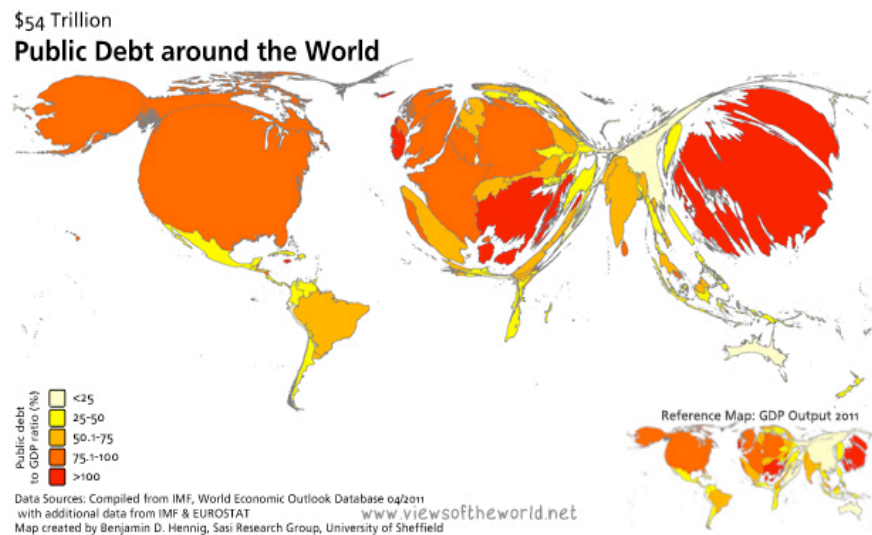 $54 Trillion
Public Debt around the World
Public debt
to GDP ratio (%)
<25
25-50
50.1-75
75.1-100
>100
Reference Map: GDP Output 2011
Data Sources: Compiled from IMF, World Economic Outlook Database 04/2011
with additional data from IMF & EUROSTAT
Map created by Benjamin D. Hennig, Sasi Research Group, University of Sheffield
www.viewsoftheworld.net